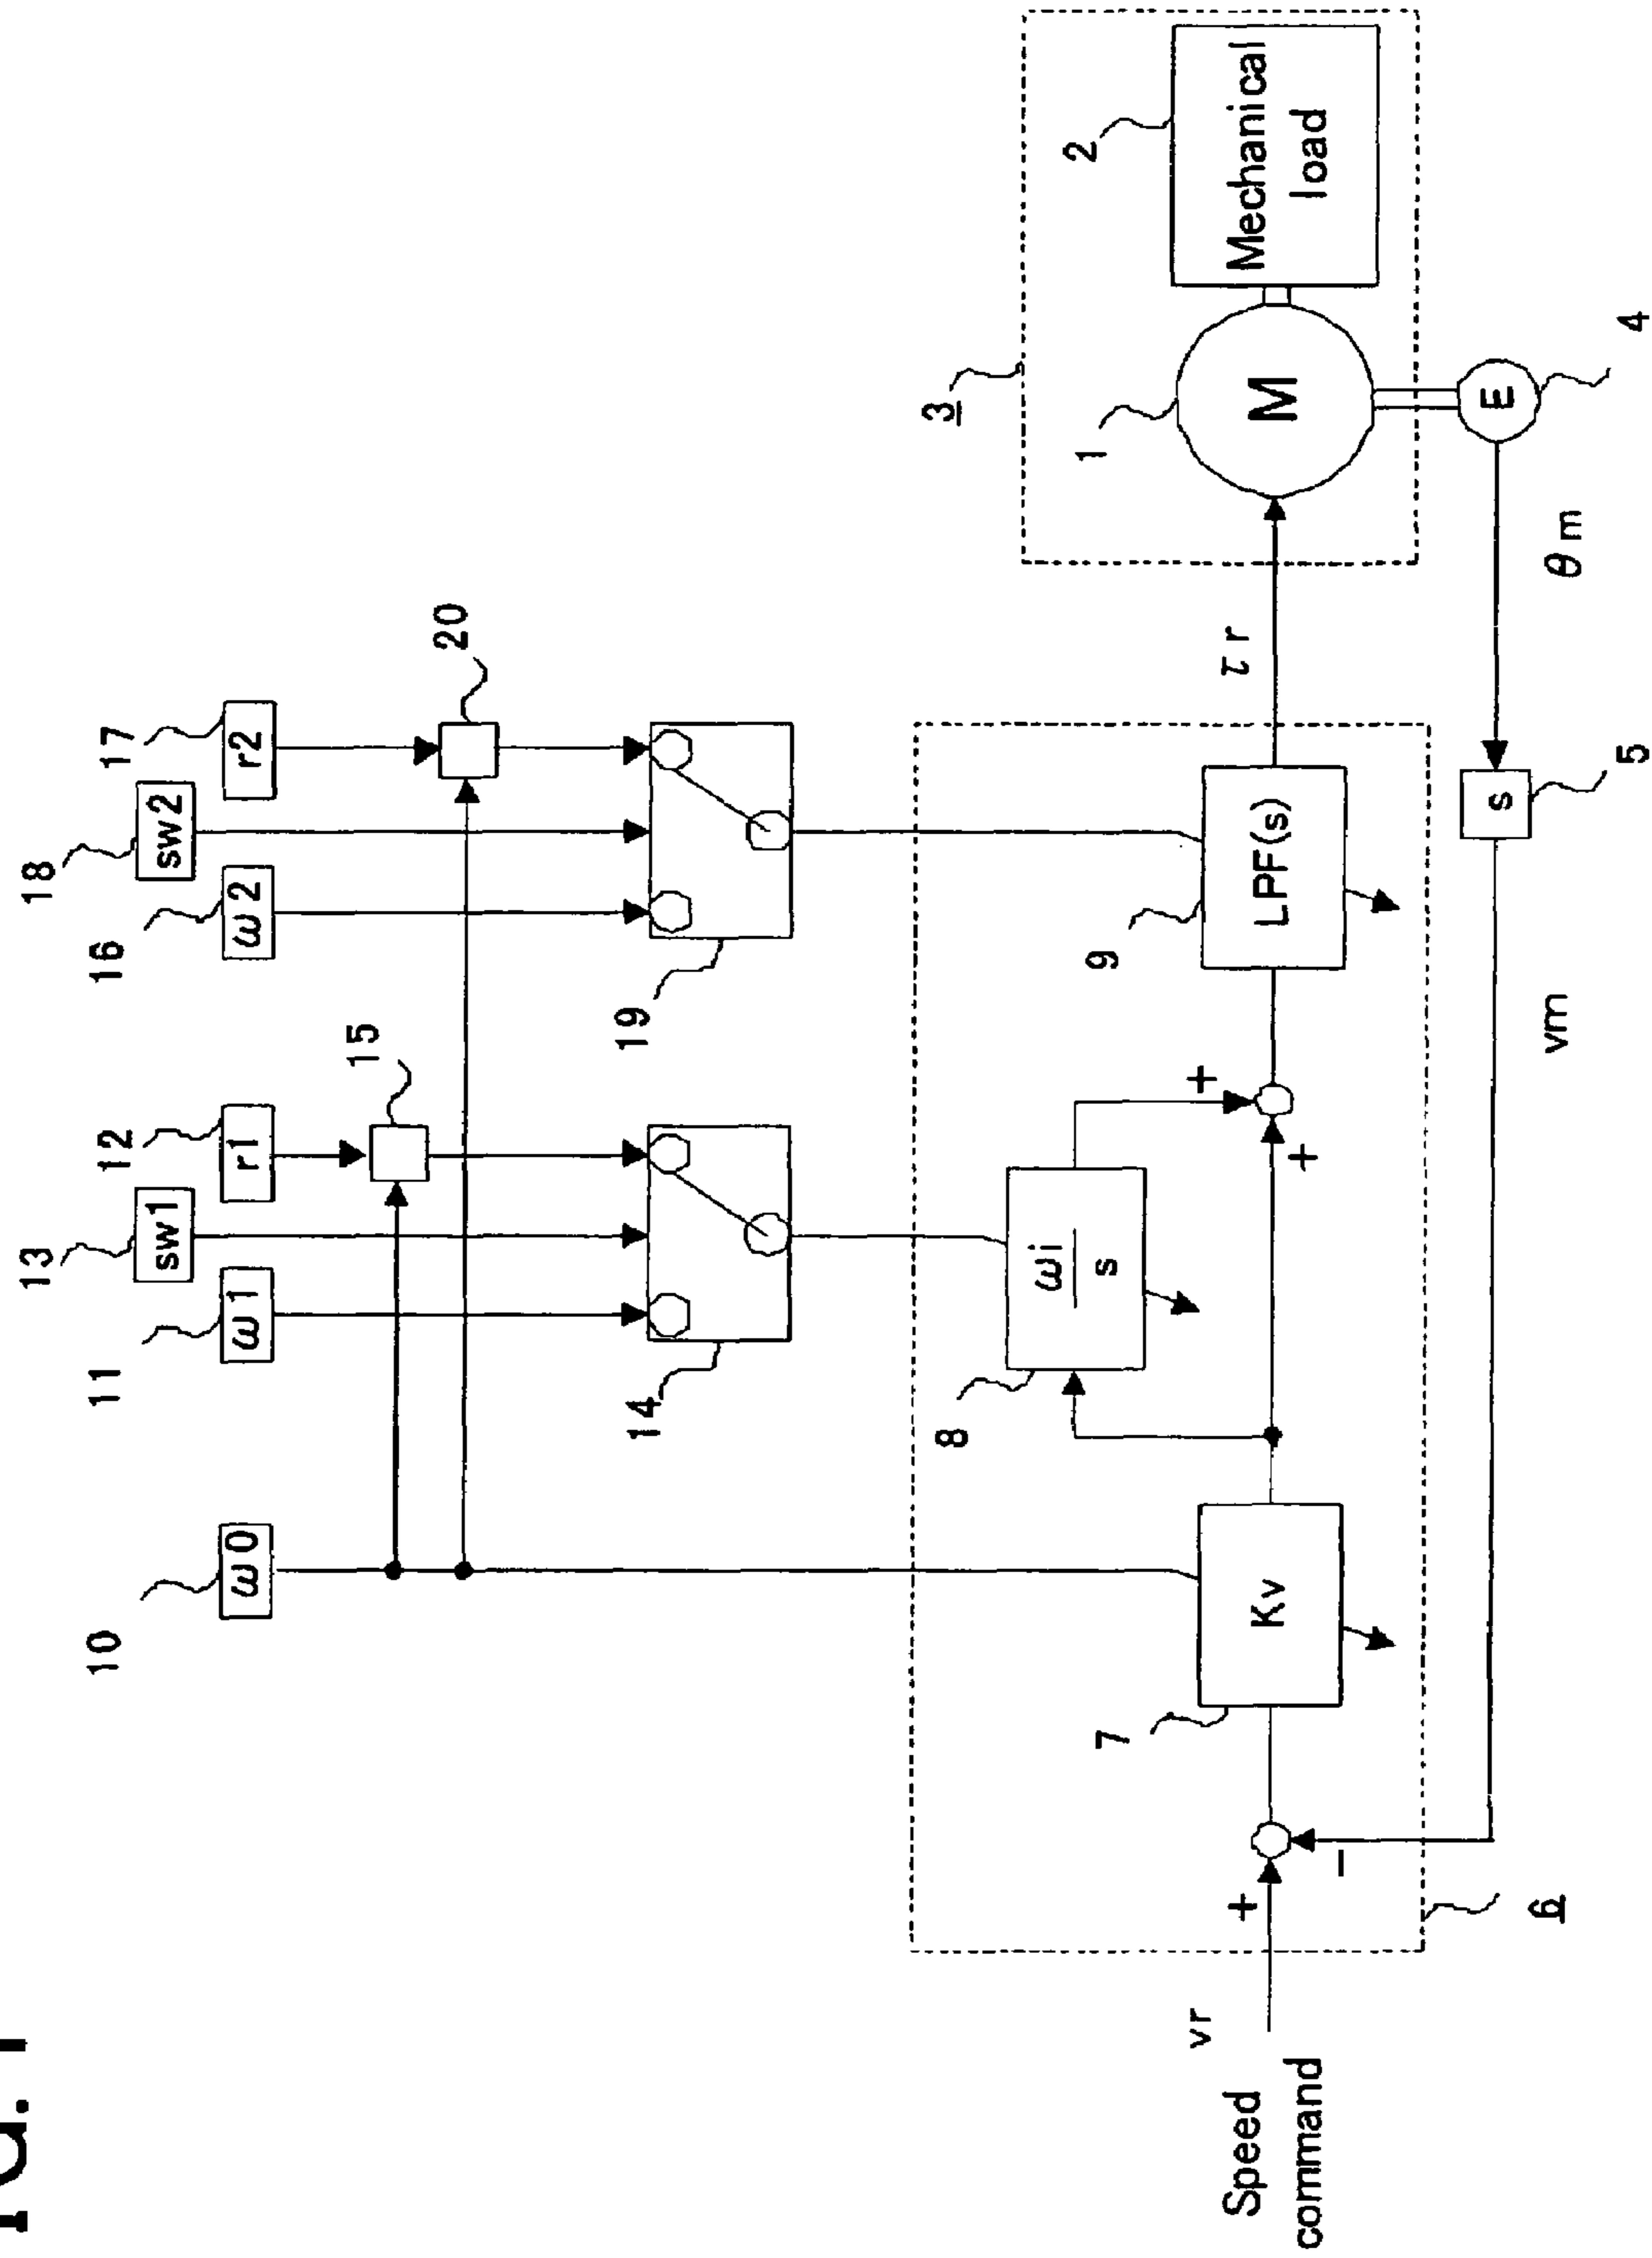 FIG. 1
10
ω0
11
ω1
13
sw1
12
r1
15
16
ω2
18
sw2
17
r2
20
14
19
3
1
M
2
Mechanical
load
8
ωi
s
9
LPF(s)
τr
7
Kv
+
+
Speed
command
vr
+
-
6
vm
5
s
θm
E
4